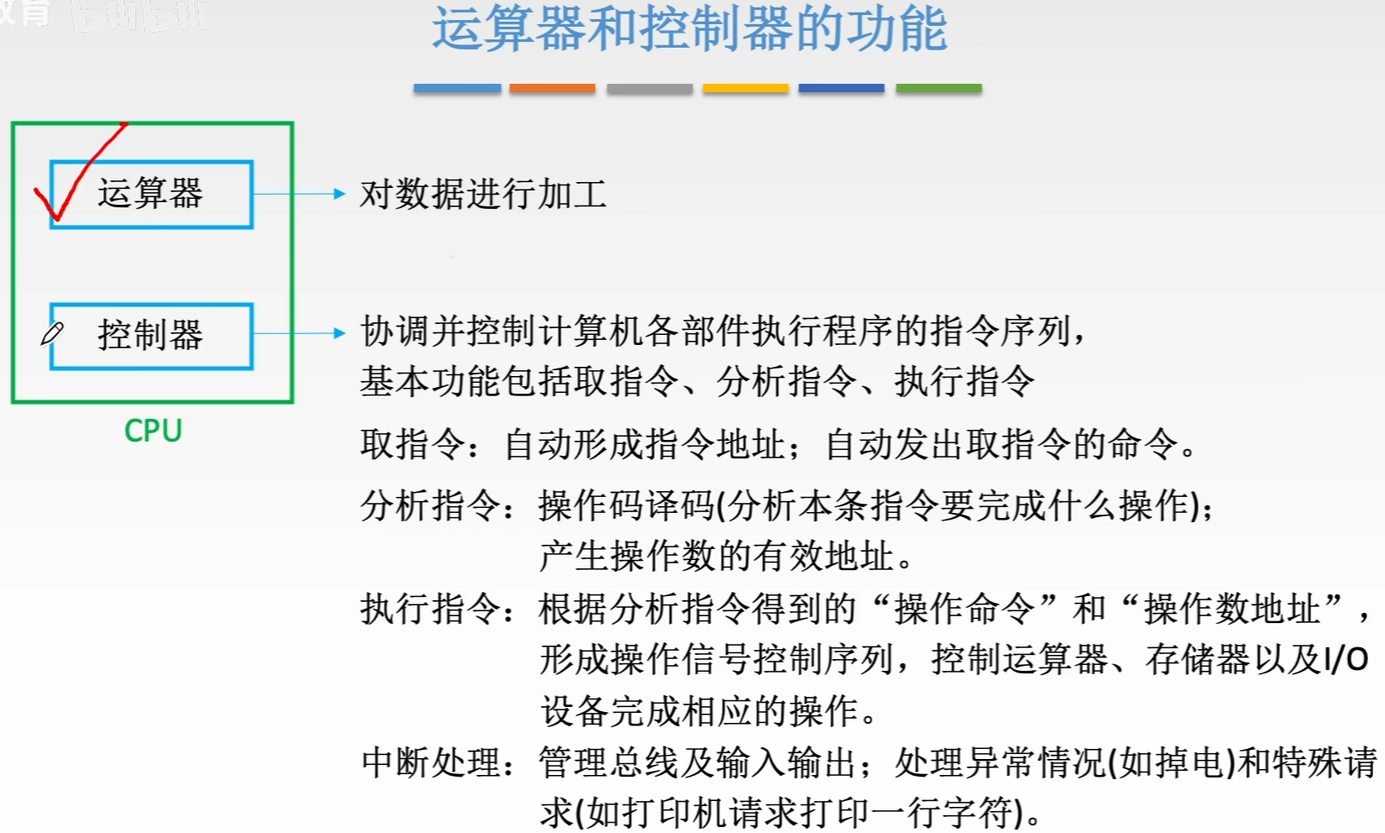 教育 bilibili
运算器和控制器的功能
运算器
对数据进行加工
控制器
协调并控制计算机各部件执行程序的指令序列，
基本功能包括取指令、分析指令、执行指令
CPU
取指令：自动形成指令地址；自动发出取指令的命令。
分析指令：操作码译码(分析本条指令要完成什么操作)；
产生操作数的有效地址。
执行指令：根据分析指令得到的“操作命令”和“操作数地址”，
形成操作信号控制序列，控制运算器、存储器以及I/O
设备完成相应的操作。
中断处理：管理总线及输入输出；处理异常情况(如掉电)和特殊请
求(如打印机请求打印一行字符)。